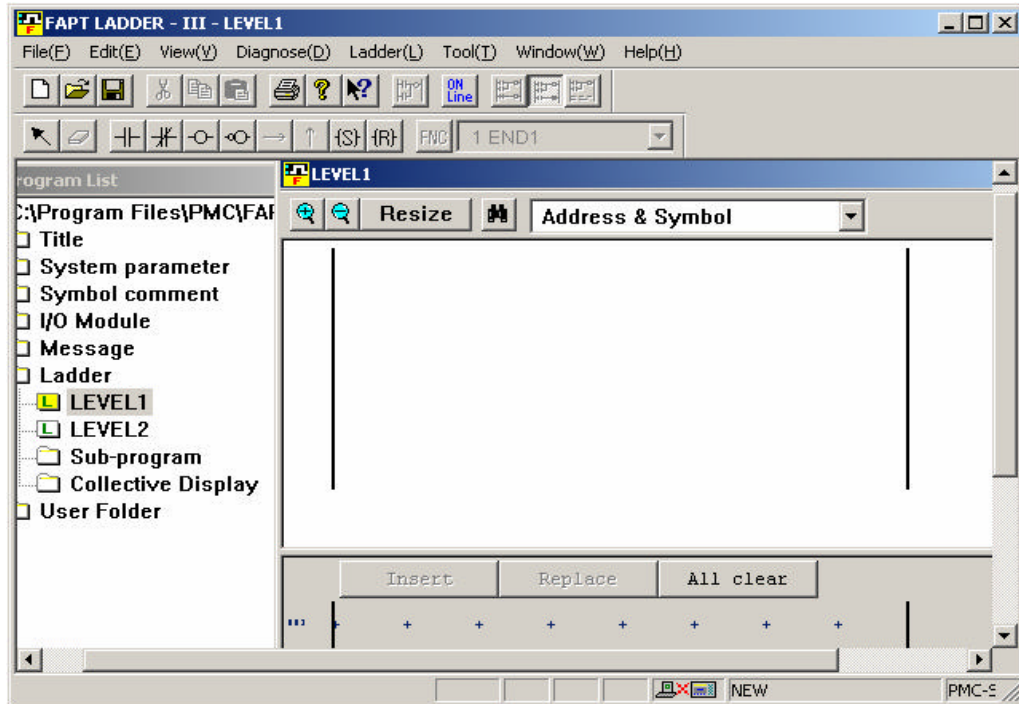 FAPT LADDER - III - LEVEL1
File(F) Edit(E) View(V) Diagnose(D) Ladder(L) Tool(T) Window(W) Help(H)
ON Line
{S} {R} FNC 1 END1
rogram List
LEVEL1
C:\Program Files\PMC\FAP
Resize Address & Symbol
Title
System parameter
Symbol comment
I/O Module
Message
Ladder
L LEVEL1
L LEVEL2
Sub-program
Collective Display
User Folder
Insert Replace All clear
+ + + + + + + +
NEW PMC-S